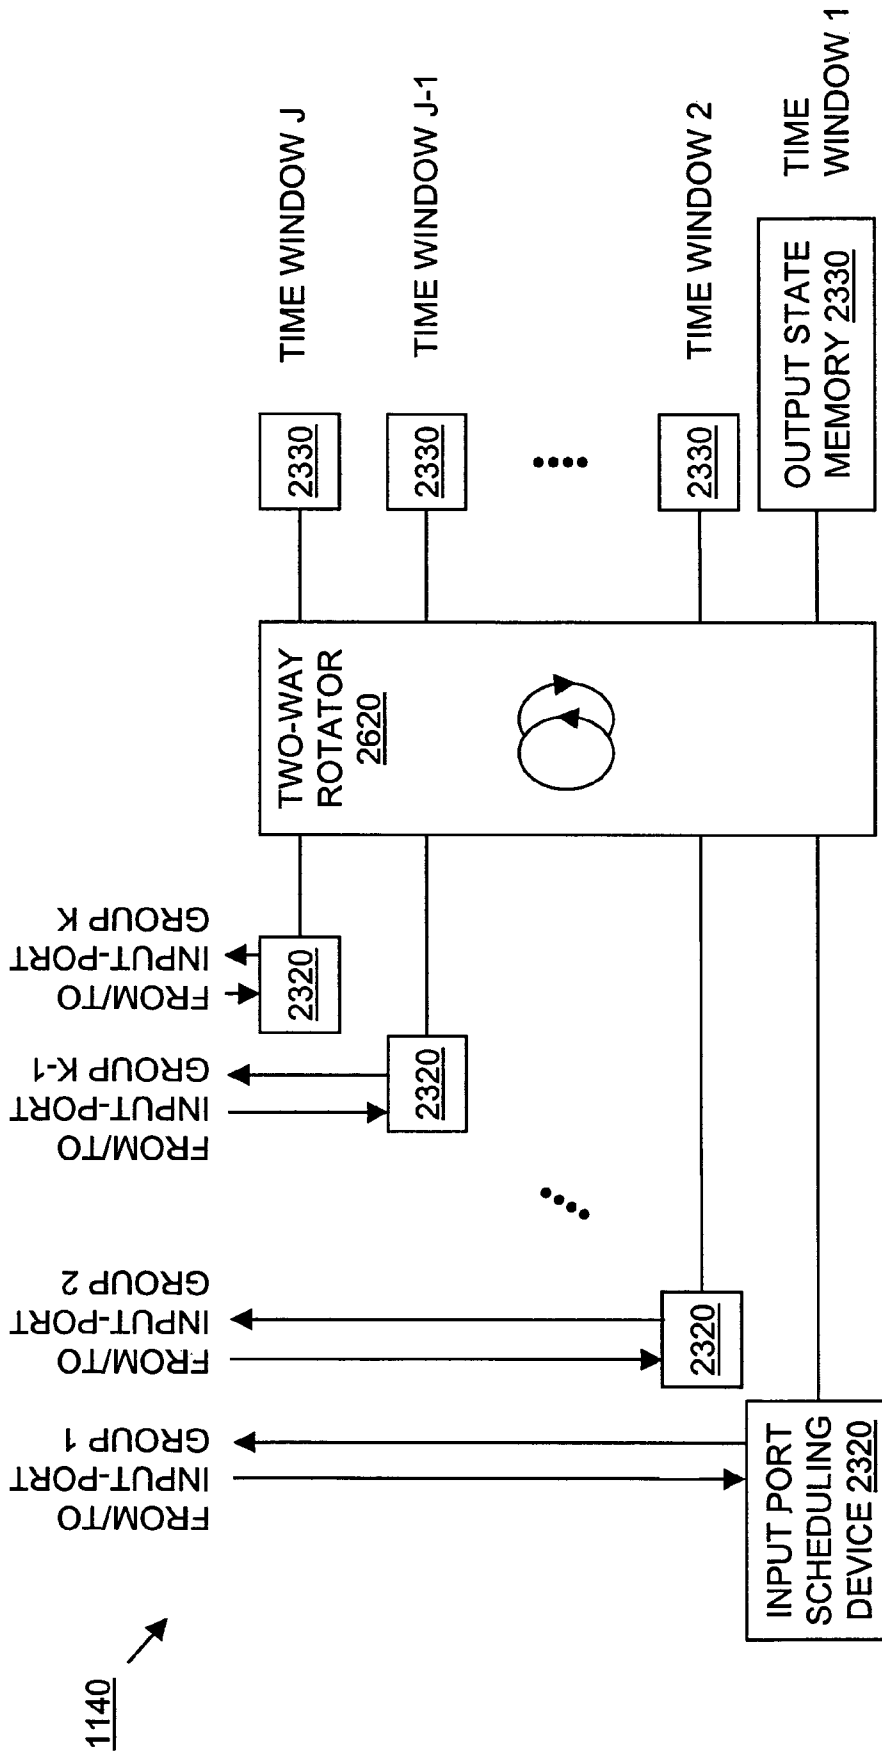 1140
FROM/TO
INPUT-PORT
GROUP 1
FROM/TO
INPUT-PORT
GROUP 2
FROM/TO
INPUT-PORT
GROUP K-1
FROM/TO
INPUT-PORT
GROUP K
INPUT PORT
SCHEDULING
DEVICE 2320
2320
2320
2320
TWO-WAY
ROTATOR
2620
2330
TIME WINDOW J
2330
TIME WINDOW J-1
2330
TIME WINDOW 2
OUTPUT STATE
MEMORY 2330
TIME
WINDOW 1